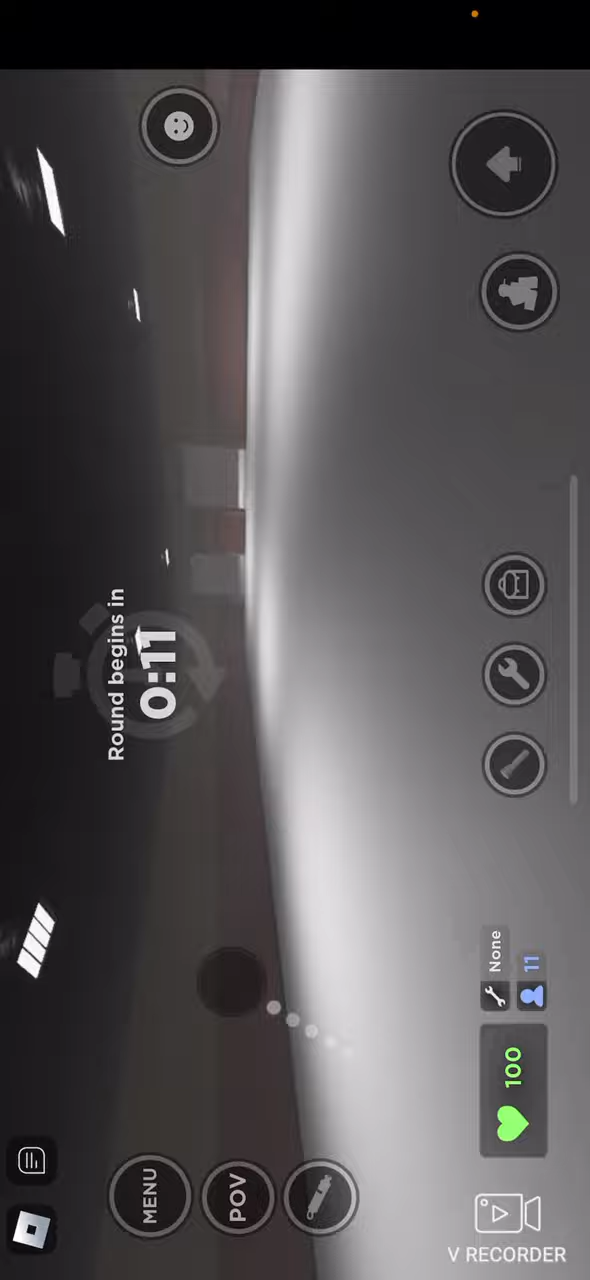 Round begins in
0:11
MENU
POV
None
11
100
V RECORDER